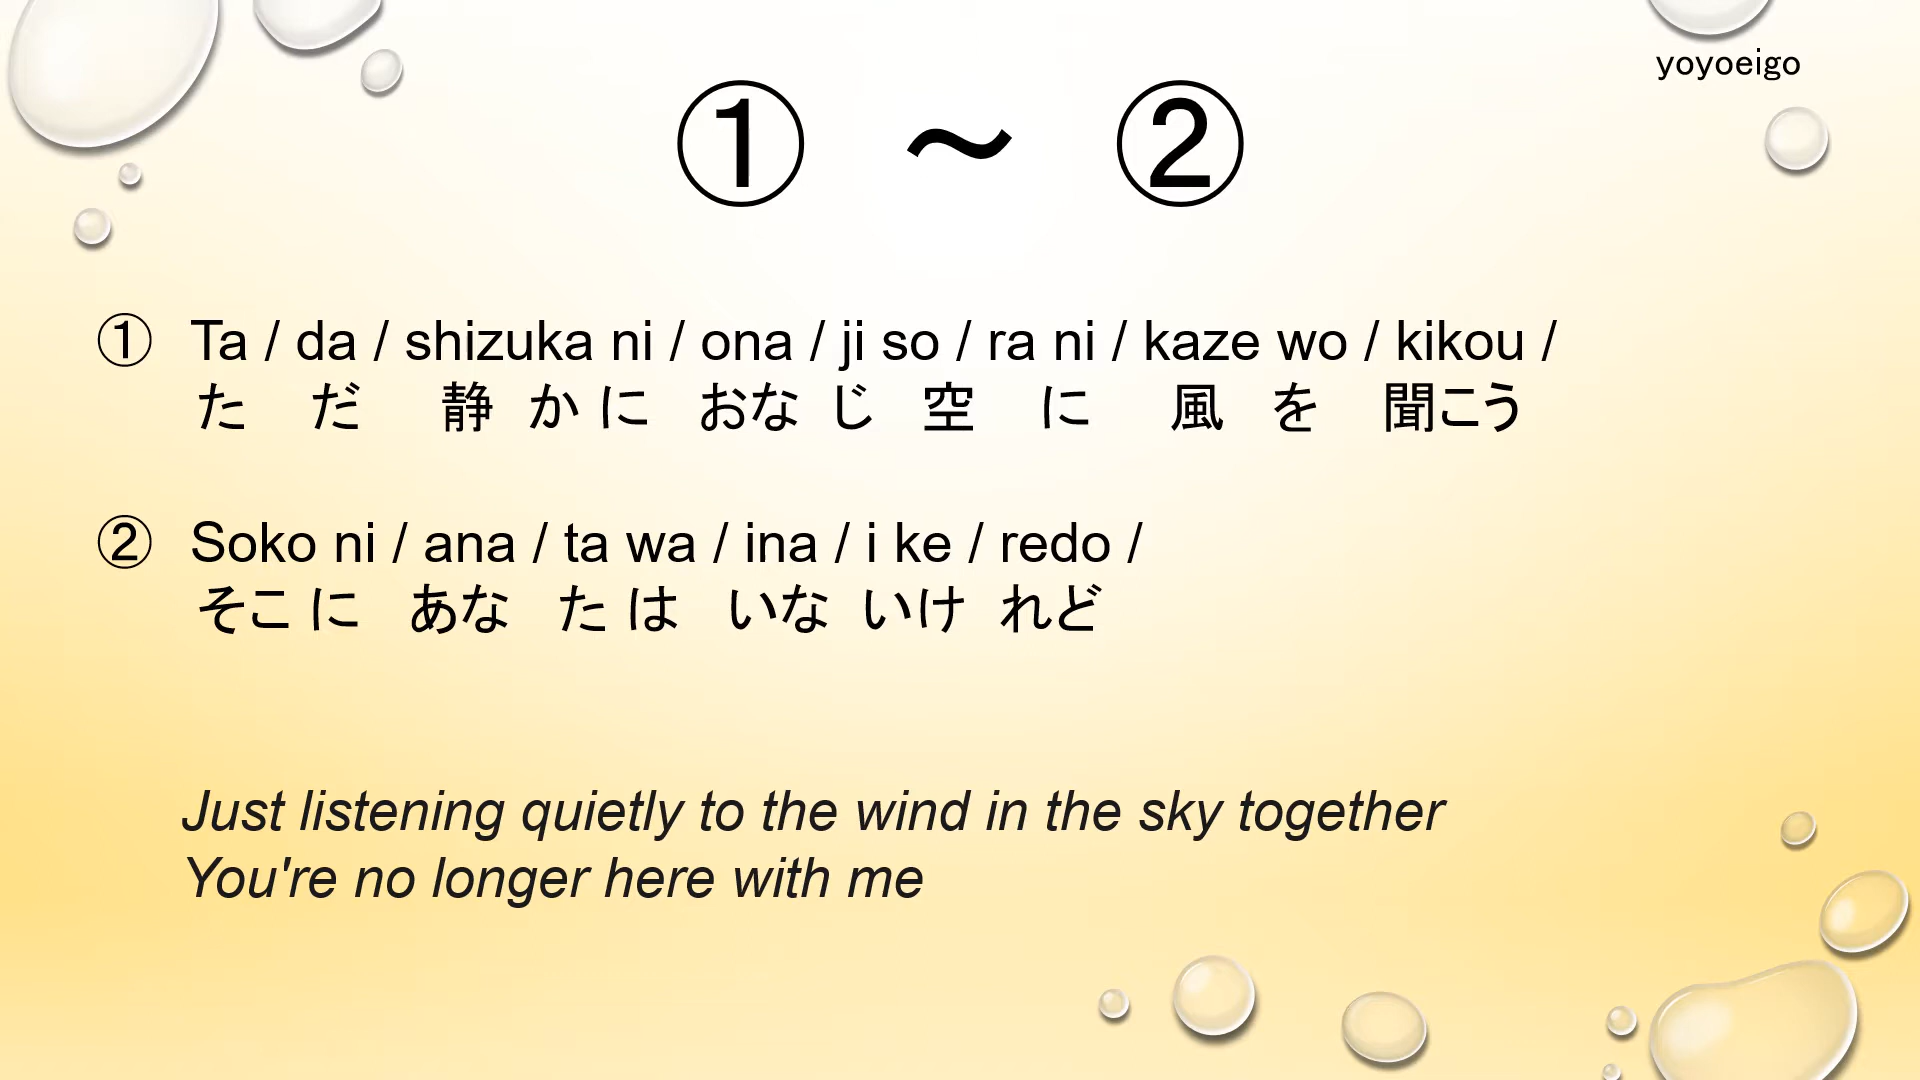 yoyoeigo
① ～ ②
① Ta / da / shizuka ni / ona / ji so / ra ni / kaze wo / kikou /
た だ 静 か に おな じ 空 に 風 を 聞こう
② Soko ni / ana / ta wa / ina / i ke / redo /
そこ に あな た は いな いけ れど
Just listening quietly to the wind in the sky together
You're no longer here with me